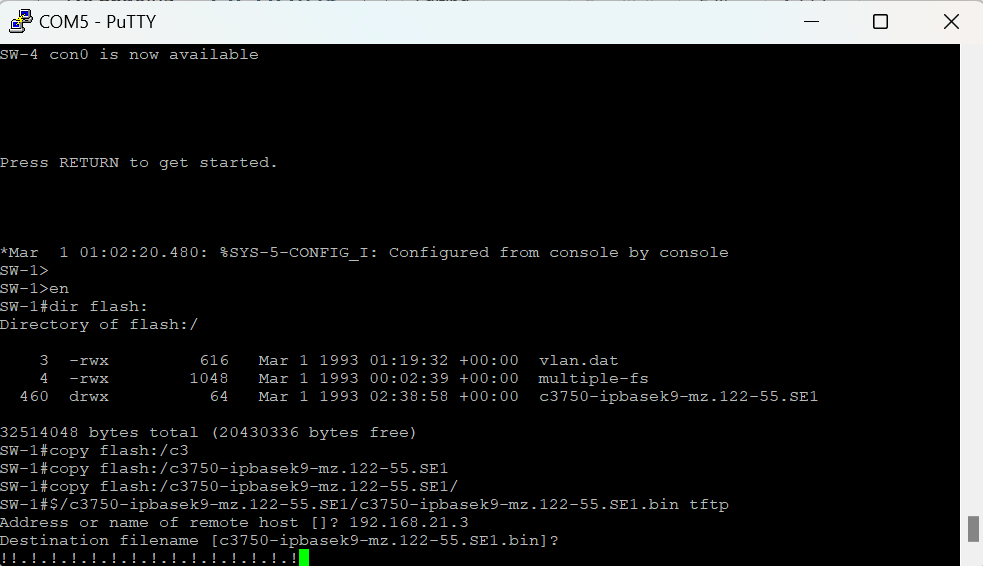 COM5 - PuTTY
SW-4 con0 is now available
Press RETURN to get started.
*Mar  1 01:02:20.480: %SYS-5-CONFIG_I: Configured from console by console
SW-1>
SW-1>en
SW-1#dir flash:
Directory of flash:/
    3  -rwx         616   Mar 1 1993 01:19:32 +00:00  vlan.dat
    4  -rwx        1048   Mar 1 1993 00:02:39 +00:00  multiple-fs
  460  drwx          64   Mar 1 1993 02:38:58 +00:00  c3750-ipbasek9-mz.122-55.SE1
32514048 bytes total (20430336 bytes free)
SW-1#copy flash:/c3
SW-1#copy flash:/c3750-ipbasek9-mz.122-55.SE1
SW-1#copy flash:/c3750-ipbasek9-mz.122-55.SE1/
SW-1#$/c3750-ipbasek9-mz.122-55.SE1/c3750-ipbasek9-mz.122-55.SE1.bin tftp
Address or name of remote host []? 192.168.21.3
Destination filename [c3750-ipbasek9-mz.122-55.SE1.bin]?
!!.!.!.!.!.!.!.!.!.!.!.!.!.!.!